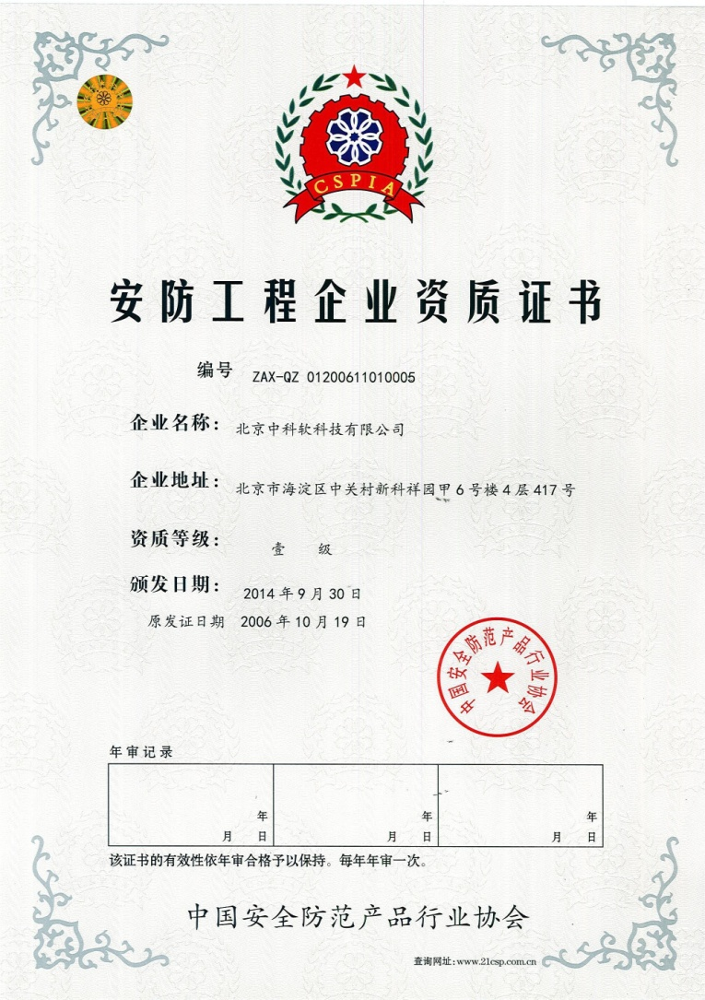 CSPIA
安防工程企业资质证书
编号 ZAX-QZ 01200611010005
企业名称： 北京中科软科技有限公司
企业地址： 北京市海淀区中关村新科祥园甲6号楼4层417号
资质等级： 壹 级
颁发日期： 2014年9月30日
原发证日期 2006年10月19日
中国安全防范产品行业协会
年审记录
年 年 年
月 日 月 日 月 日
该证书的有效性依年审合格予以保持。每年年审一次。
中国安全防范产品行业协会
查询网址：www.21csp.com.cn